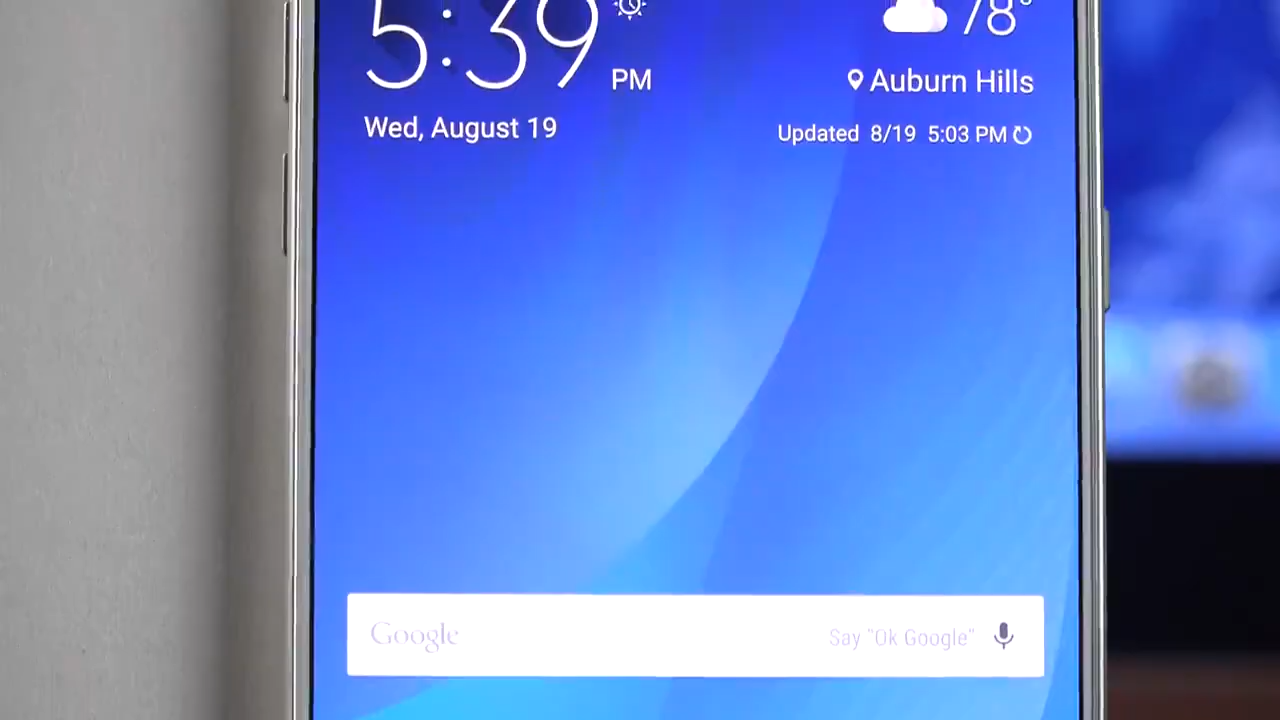 5:39 PM
78°
Auburn Hills
Wed, August 19
Updated 8/19 5:03 PM
Google
Say "Ok Google"